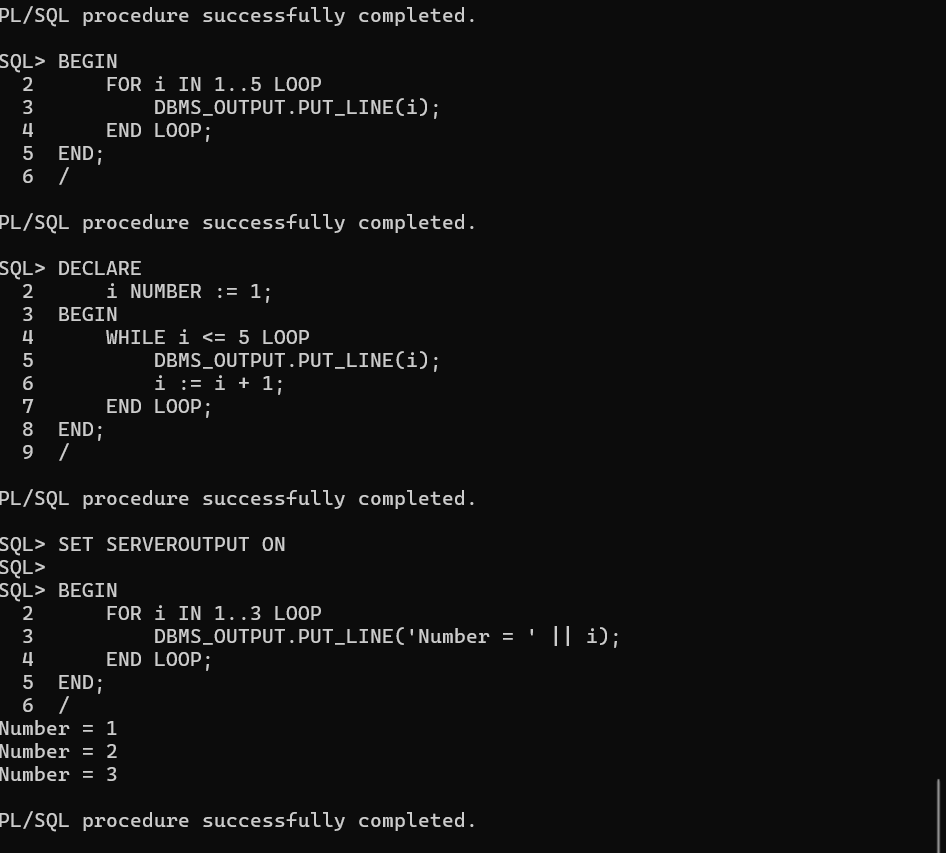 PL/SQL procedure successfully completed.

SQL> BEGIN
  2      FOR i IN 1..5 LOOP
  3          DBMS_OUTPUT.PUT_LINE(i);
  4      END LOOP;
  5  END;
  6  /

PL/SQL procedure successfully completed.

SQL> DECLARE
  2      i NUMBER := 1;
  3  BEGIN
  4      WHILE i <= 5 LOOP
  5          DBMS_OUTPUT.PUT_LINE(i);
  6          i := i + 1;
  7      END LOOP;
  8  END;
  9  /

PL/SQL procedure successfully completed.

SQL> SET SERVEROUTPUT ON
SQL>
SQL> BEGIN
  2      FOR i IN 1..3 LOOP
  3          DBMS_OUTPUT.PUT_LINE('Number = ' || i);
  4      END LOOP;
  5  END;
  6  /
Number = 1
Number = 2
Number = 3

PL/SQL procedure successfully completed.